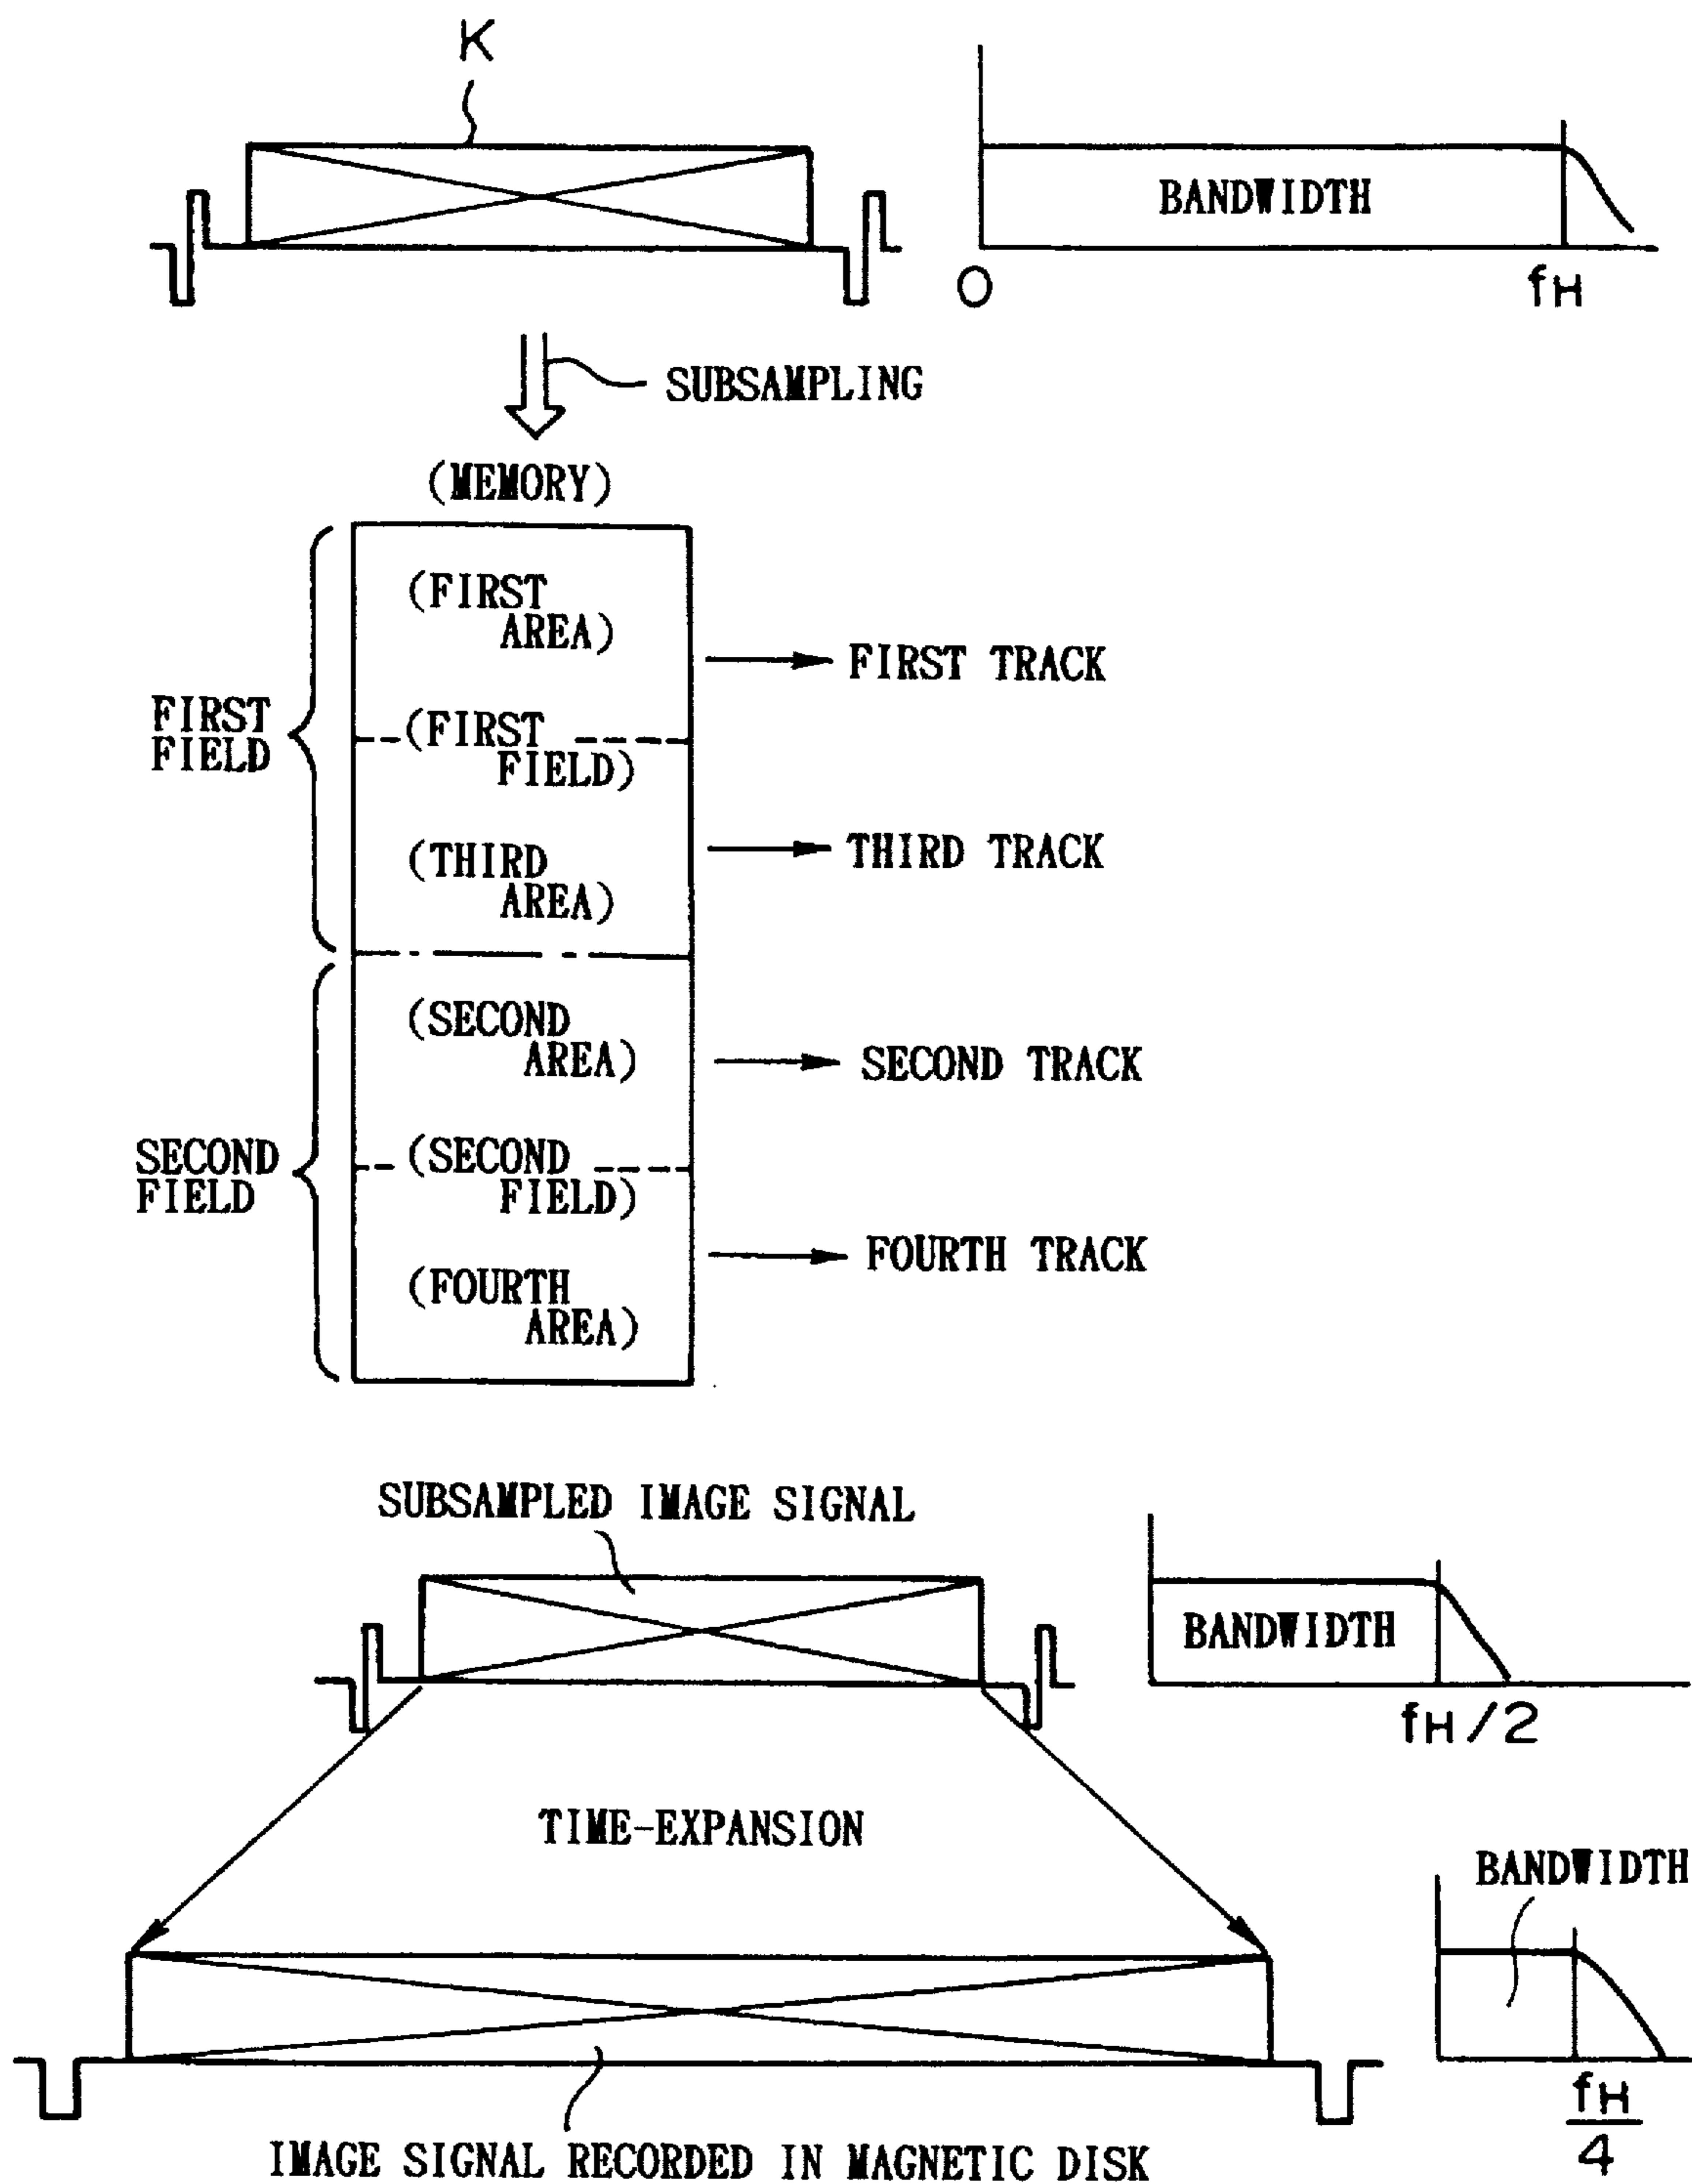 K
BANDWIDTH
O
fH
SUBSAMPLING
(MEMORY)
(FIRST
AREA)
FIRST TRACK
FIRST
FIELD
(FIRST
FIELD)
THIRD TRACK
(THIRD
AREA)
(SECOND
AREA)
SECOND TRACK
SECOND
FIELD
(SECOND
FIELD)
FOURTH TRACK
(FOURTH
AREA)
SUBSAMPLED IMAGE SIGNAL
BANDWIDTH
fH/2
TIME-EXPANSION
BANDWIDTH
fH
4
IMAGE SIGNAL RECORDED IN MAGNETIC DISK